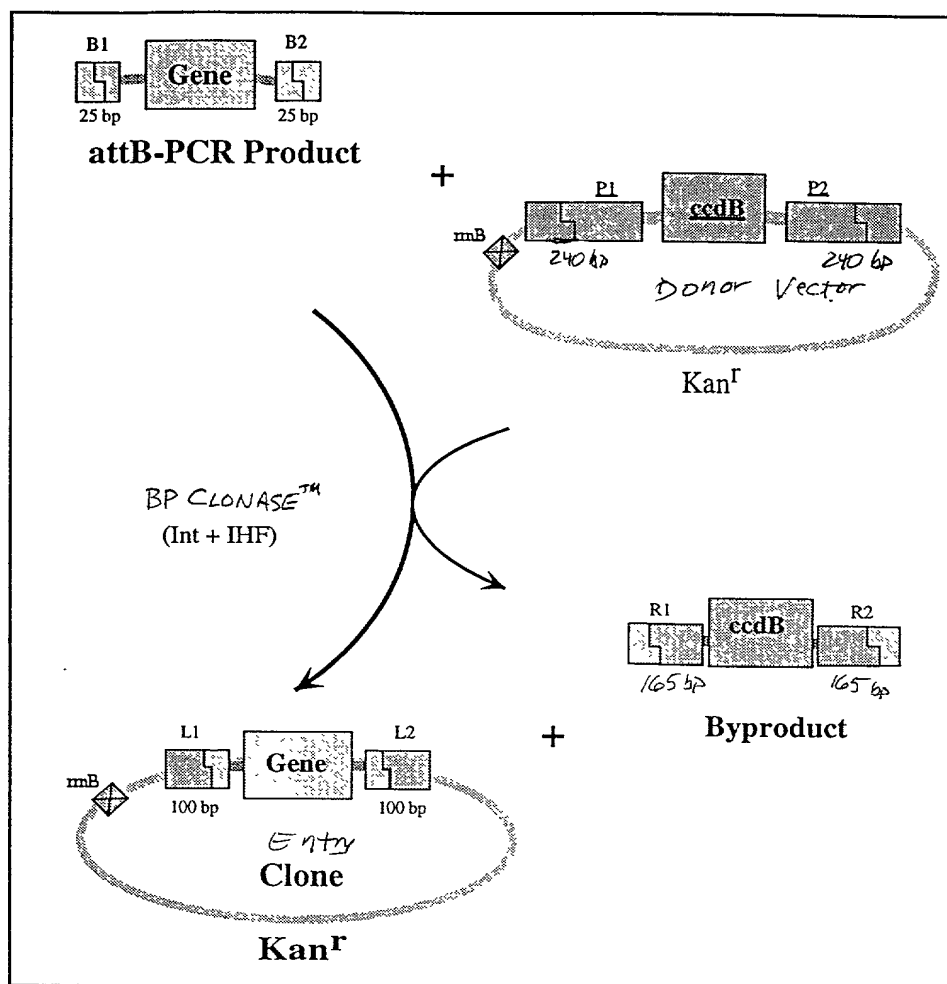 B1 B2
Gene
25 bp 25 bp
attB-PCR Product
+
P1 P2
ccdB
rrnB
240 bp 240 bp
Donor Vector
Kanr
BP CLONASE™
(Int + IHF)
R1 R2
ccdB
165 bp 165 bp
Byproduct
+
L1 L2
Gene
rrnB
100 bp 100 bp
Entry
Clone
Kanr